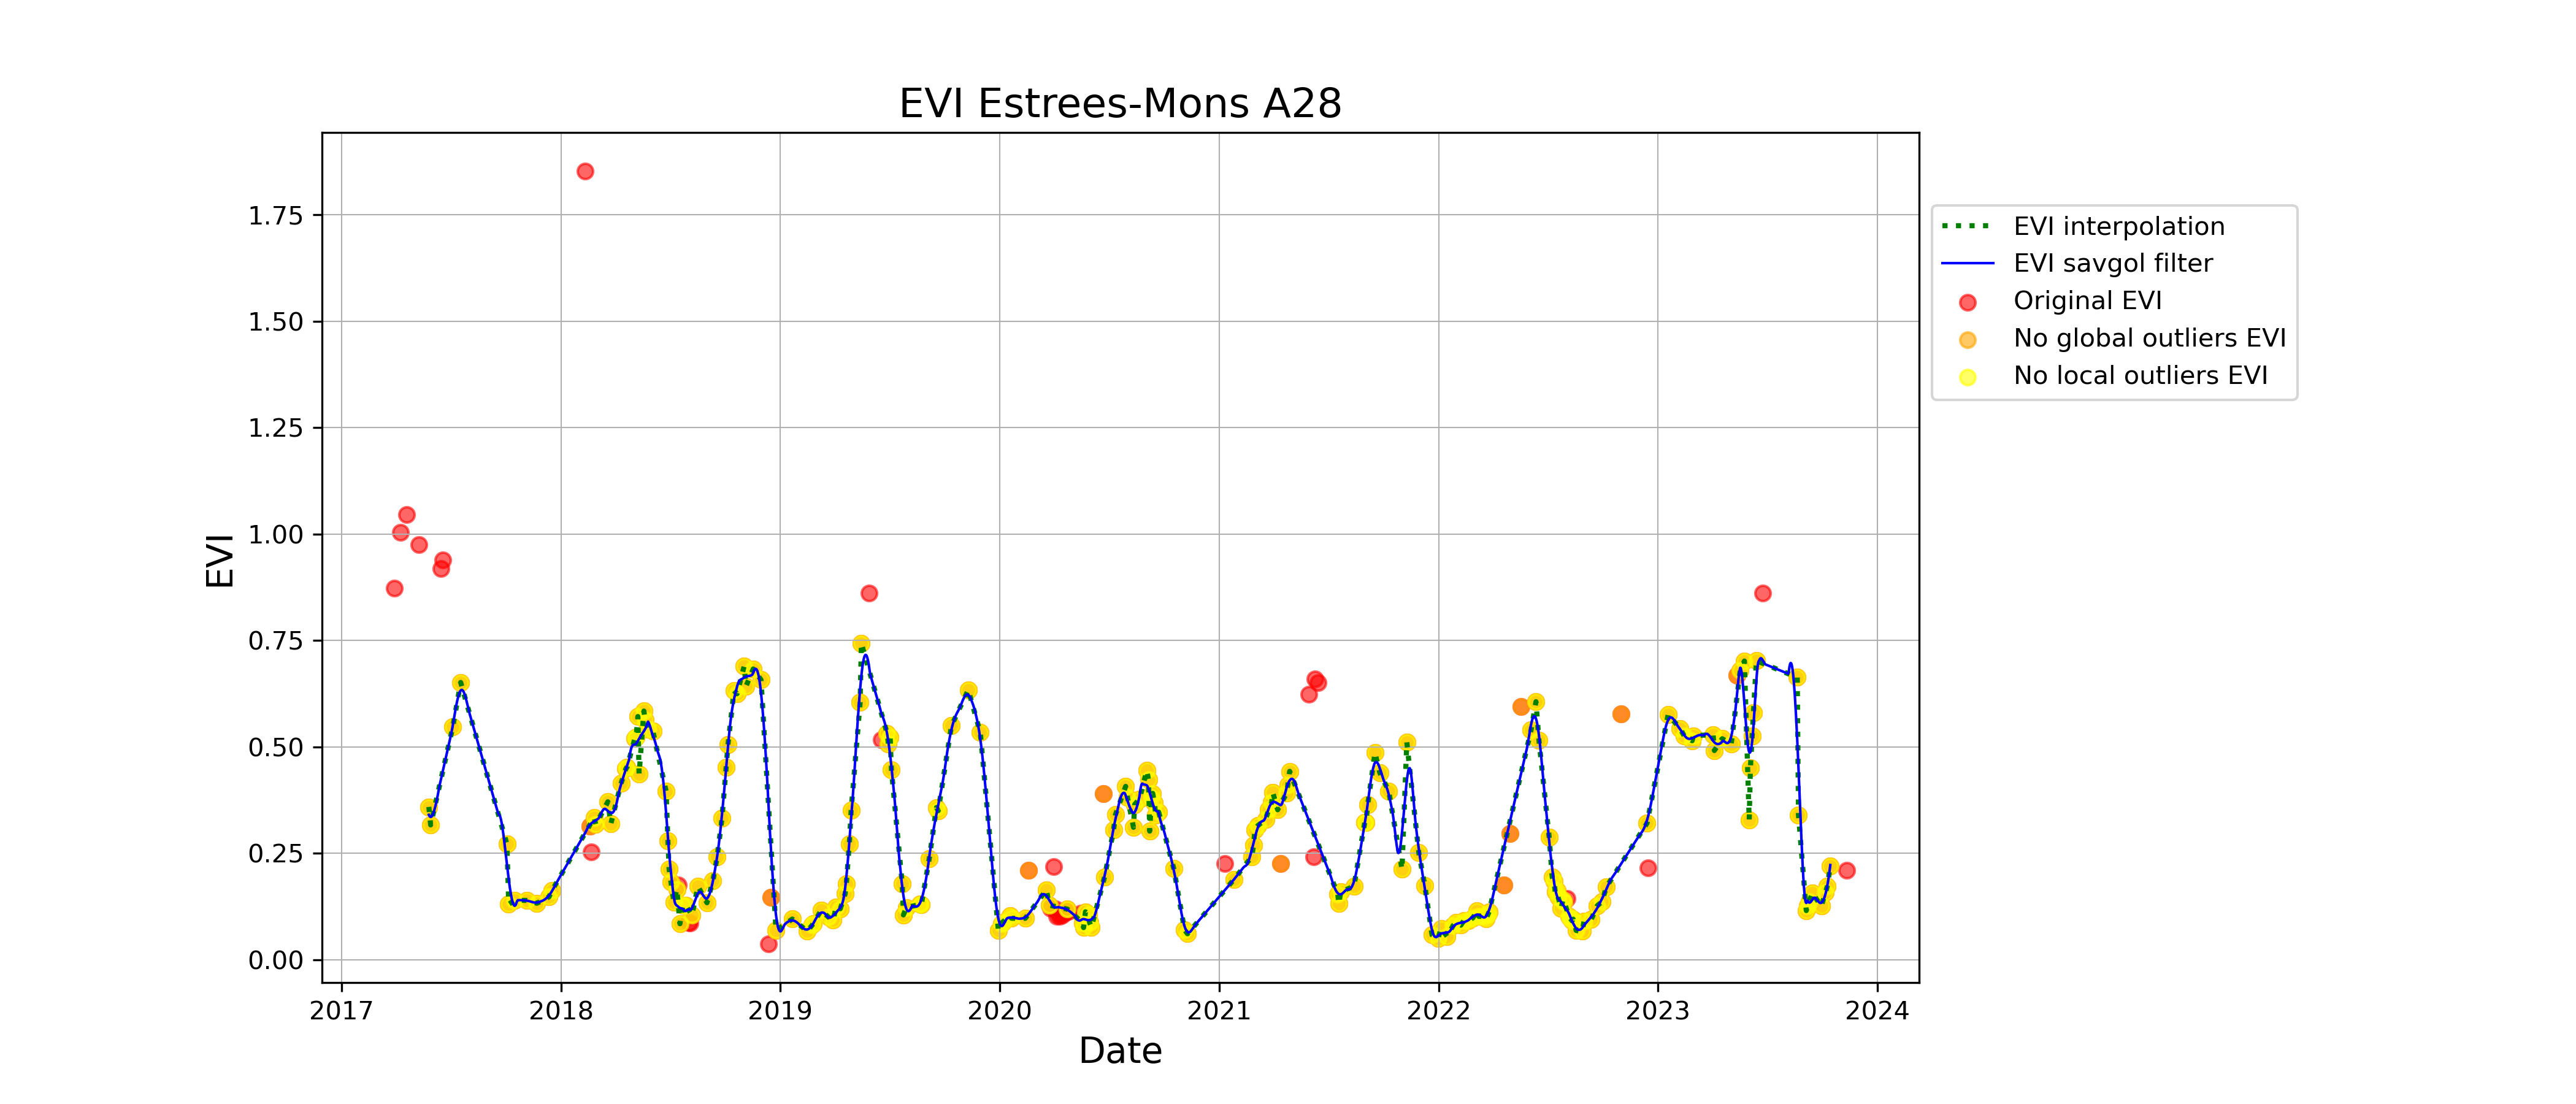 EVI Estrees-Mons A28
EVI
1.75
1.50
1.25
1.00
0.75
0.50
0.25
0.00
2017 2018 2019 2020 2021 2022 2023 2024
Date
EVI interpolation
EVI savgol filter
Original EVI
No global outliers EVI
No local outliers EVI